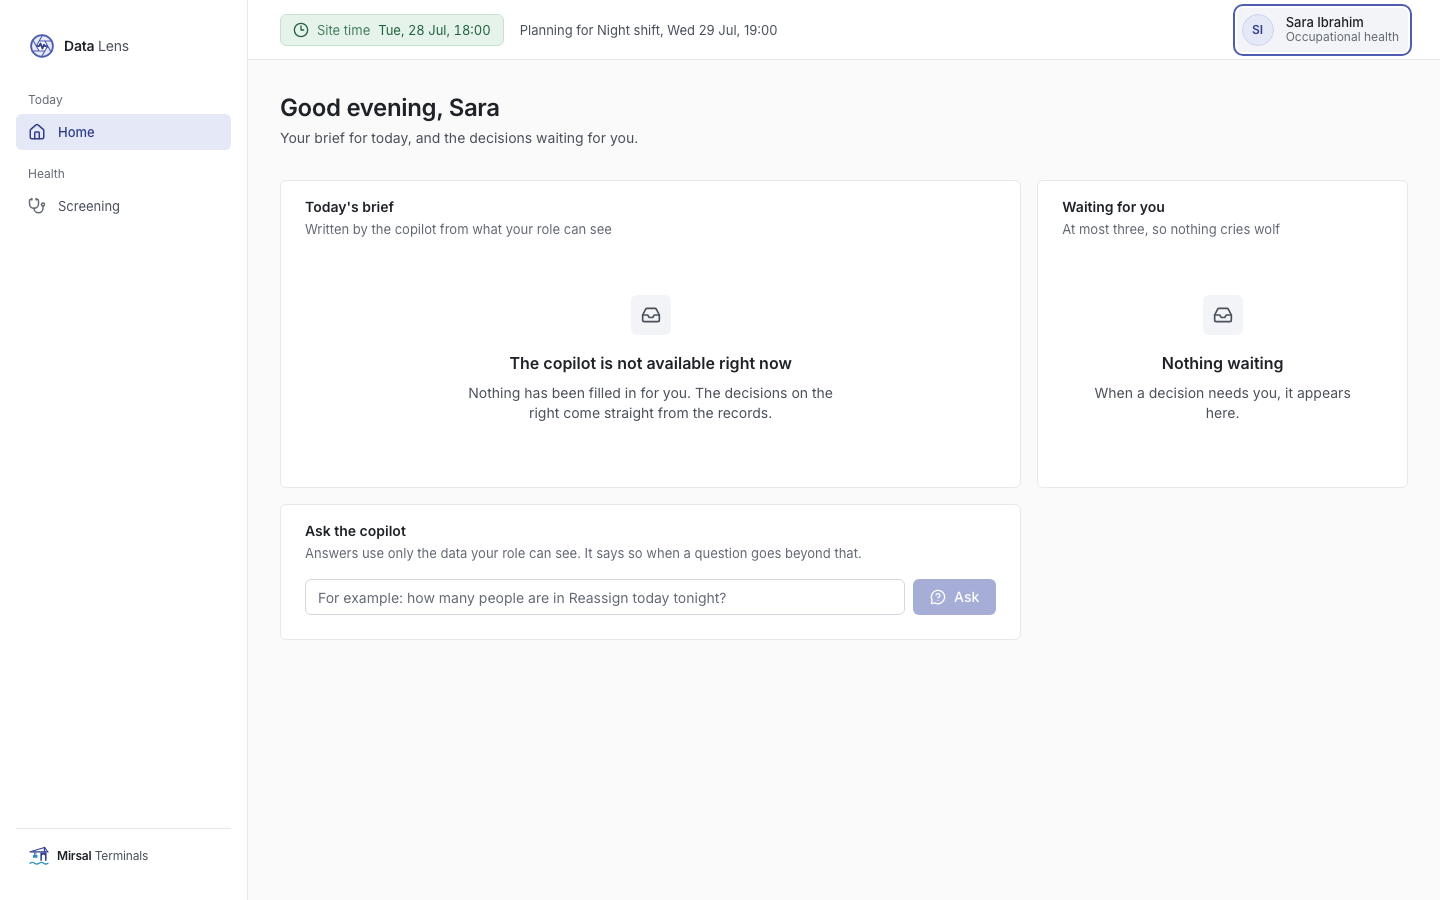 Data Lens
Today
Home
Health
Screening
Mirsal Terminals
Site time Tue, 28 Jul, 18:00
Planning for Night shift, Wed 29 Jul, 19:00
SI
Sara Ibrahim
Occupational health
Good evening, Sara
Your brief for today, and the decisions waiting for you.
Today's brief
Written by the copilot from what your role can see
The copilot is not available right now
Nothing has been filled in for you. The decisions on the
right come straight from the records.
Waiting for you
At most three, so nothing cries wolf
Nothing waiting
When a decision needs you, it appears
here.
Ask the copilot
Answers use only the data your role can see. It says so when a question goes beyond that.
For example: how many people are in Reassign today tonight?
Ask